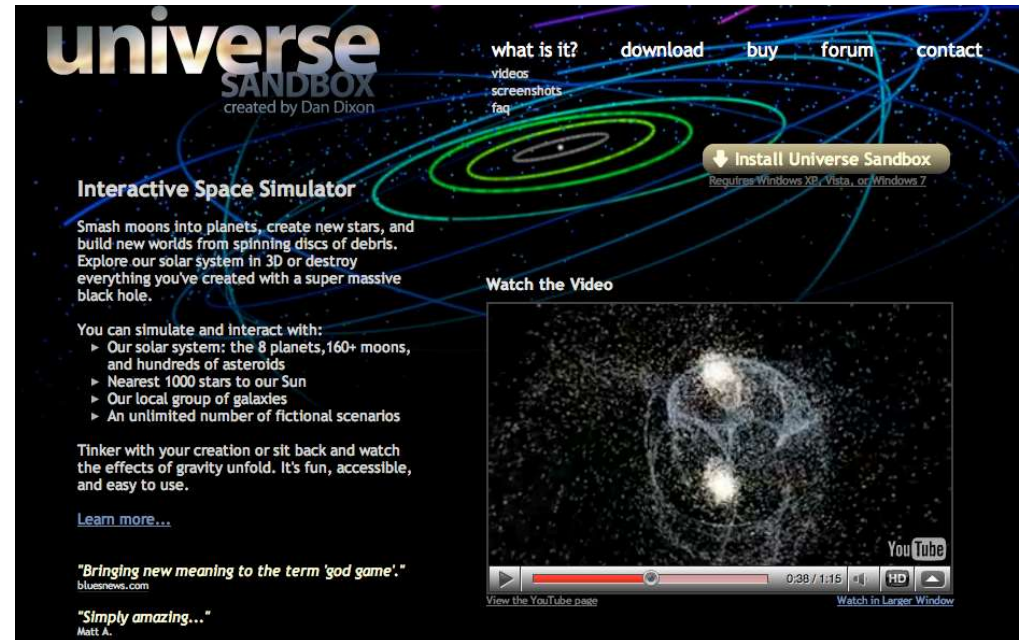 universe
SANDBOX
created by Dan Dixon
what is it? download buy forum contact
videos
screenshots
faq
Install Universe Sandbox
Requires Windows XP, Vista, or Windows 7
Interactive Space Simulator
Smash moons into planets, create new stars, and
build new worlds from spinning discs of debris.
Explore our solar system in 3D or destroy
everything you've created with a super massive
black hole.
You can simulate and interact with:
Our solar system: the 8 planets,160+ moons,
and hundreds of asteroids
Nearest 1000 stars to our Sun
Our local group of galaxies
An unlimited number of fictional scenarios
Tinker with your creation or sit back and watch
the effects of gravity unfold. It's fun, accessible,
and easy to use.
Learn more...
"Bringing new meaning to the term 'god game'."
bluesnews.com
"Simply amazing..."
Matt A.
Watch the Video
YouTube
0:38 / 1:15 HD
View the YouTube page Watch in Larger Window